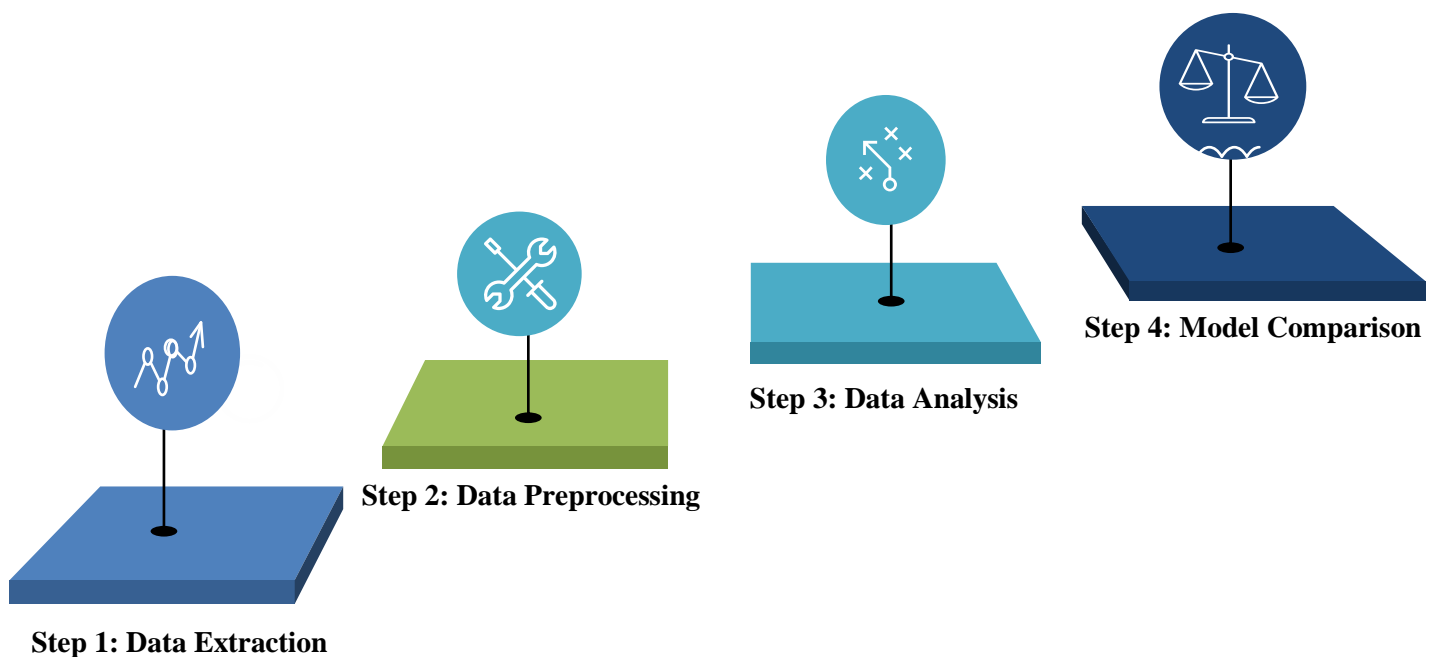 Step 1: Data Extraction
Step 2: Data Preprocessing
Step 3: Data Analysis
Step 4: Model Comparison